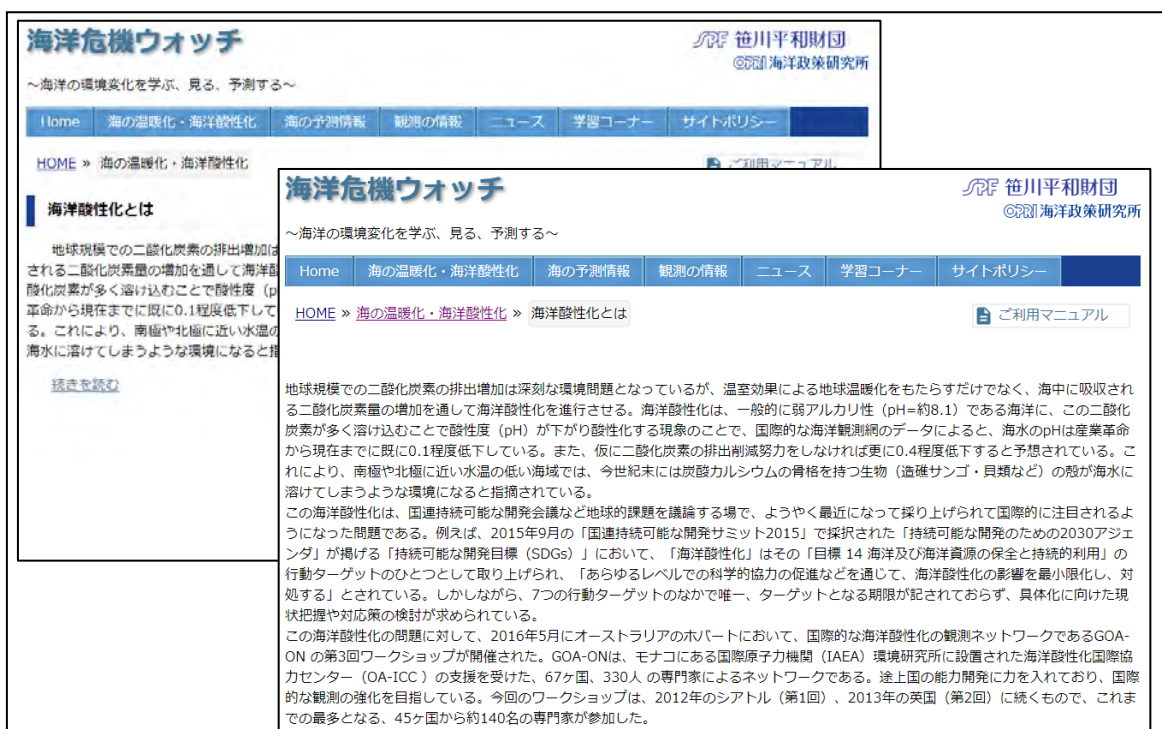 海洋危機ウォッチ
SPF 笹川平和財団
OPRI 海洋政策研究所
～海洋の環境変化を学ぶ、見る、予測する～
Home 海の温暖化・海洋酸性化 海の予測情報 観測の情報 ニュース 学習コーナー サイトポリシー
HOME » 海の温暖化・海洋酸性化
ご利用マニュアル
海洋酸性化とは
地球規模での二酸化炭素の排出増加は
される二酸化炭素量の増加を通して海洋酸
酸化炭素が多く溶け込むことで酸性度（p
革命から現在までに既に0.1程度低下して
る。これにより、南極や北極に近い水温の
海水に溶けてしまうような環境になると指
続きを読む
海洋危機ウォッチ
SPF 笹川平和財団
OPRI 海洋政策研究所
～海洋の環境変化を学ぶ、見る、予測する～
Home 海の温暖化・海洋酸性化 海の予測情報 観測の情報 ニュース 学習コーナー サイトポリシー
HOME » 海の温暖化・海洋酸性化 » 海洋酸性化とは
ご利用マニュアル
地球規模での二酸化炭素の排出増加は深刻な環境問題となっているが、温室効果による地球温暖化をもたらすだけでなく、海中に吸収され
る二酸化炭素量の増加を通して海洋酸性化を進行させる。海洋酸性化は、一般的に弱アルカリ性（pH=約8.1）である海洋に、この二酸化
炭素が多く溶け込むことで酸性度（pH）が下がり酸性化する現象のことで、国際的な海洋観測網のデータによると、海水のpHは産業革命
から現在までに既に0.1程度低下している。また、仮に二酸化炭素の排出削減努力をしなければ更に0.4程度低下すると予想されている。こ
れにより、南極や北極に近い水温の低い海域では、今世紀末には炭酸カルシウムの骨格を持つ生物（造礁サンゴ・貝類など）の殻が海水に
溶けてしまうような環境になると指摘されている。
この海洋酸性化は、国連持続可能な開発会議など地球的課題を議論する場で、ようやく最近になって採り上げられて国際的に注目されるよ
うになった問題である。例えば、2015年9月の「国連持続可能な開発サミット2015」で採択された「持続可能な開発のための2030アジェ
ンダ」が掲げる「持続可能な開発目標（SDGs）」において、「海洋酸性化」はその「目標 14 海洋及び海洋資源の保全と持続的利用」の
行動ターゲットのひとつとして取り上げられ、「あらゆるレベルでの科学的協力の促進などを通じて、海洋酸性化の影響を最小限化し、対
処する」とされている。しかしながら、7つの行動ターゲットのなかで唯一、ターゲットとなる期限が記されておらず、具体化に向けた現
状把握や対応策の検討が求められている。
この海洋酸性化の問題に対して、2016年5月にオーストラリアのホバートにおいて、国際的な海洋酸性化の観測ネットワークであるGOA-
ON の第3回ワークショップが開催された。GOA-ONは、モナコにある国際原子力機関（IAEA）環境研究所に設置された海洋酸性化国際協
力センター（OA-ICC ）の支援を受けた、67ヶ国、330人 の専門家によるネットワークである。途上国の能力開発に力を入れており、国際
的な観測の強化を目指している。今回のワークショップは、2012年のシアトル（第1回）、2013年の英国（第2回）に続くもので、これま
での最多となる、45ヶ国から約140名の専門家が参加した。